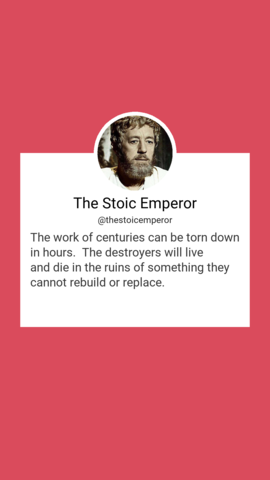 The Stoic Emperor
@thestoicemperor
The work of centuries can be torn down
in hours.  The destroyers will live
and die in the ruins of something they
cannot rebuild or replace.